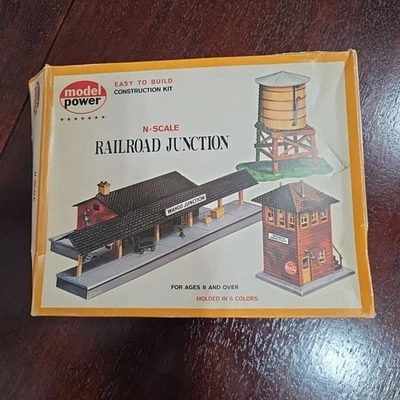 model
power
EASY TO BUILD
CONSTRUCTION KIT
N-SCALE
RAILROAD JUNCTION
WAHOO JUNCTION
FOR AGES 8 AND OVER
MOLDED IN 6 COLORS
N-SCALE